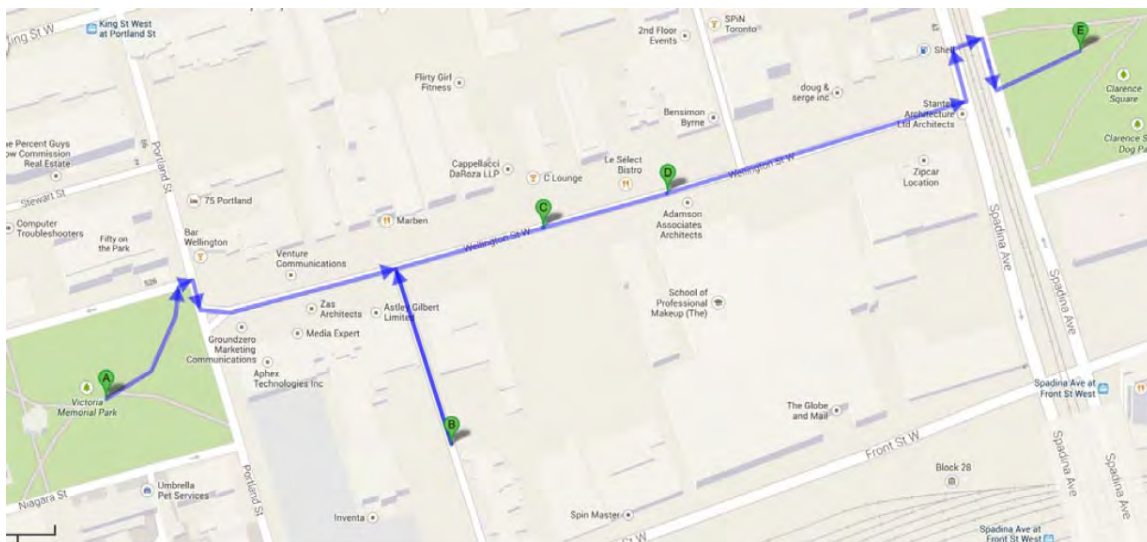 King St West
at Portland St
King St W
SPiN
Toronto
2nd Floor
Events
Shell
E
Flirty Girl
Fitness
doug &
serge inc
Clarence
Square
Bensimon
Byrne
Stantec
Architecture
Ltd Architects
Clarence S
Dog Pa
The Percent Guys
ow Commission
Real Estate
Portland St
Stewart St
Cappellacci
DaRoza LLP
C Lounge
Le Sélect
Bistro
D
Wellington St W
Zipcar
Location
75 Portland
Computer
Troubleshooters
Fifty on
the Park
Bar
Wellington
Marben
C
Adamson
Associates
Architects
Spadina Ave
Wellington St W
Venture
Communications
526
Zas
Architects
Astley Gilbert
Limited
Media Expert
School of
Professional
Makeup (The)
Groundzero
Marketing
Communications
Aphex
Technologies Inc
Spadina Ave
A
Victoria
Memorial Park
Spadina Ave at
Front St West
B
The Globe
and Mail
Front St W
Niagara St
Portland St
Umbrella
Pet Services
Block 28
Spadina Ave
Spadina Ave
Inventa
Spin Master
St W
Spadina Ave at
Front St West